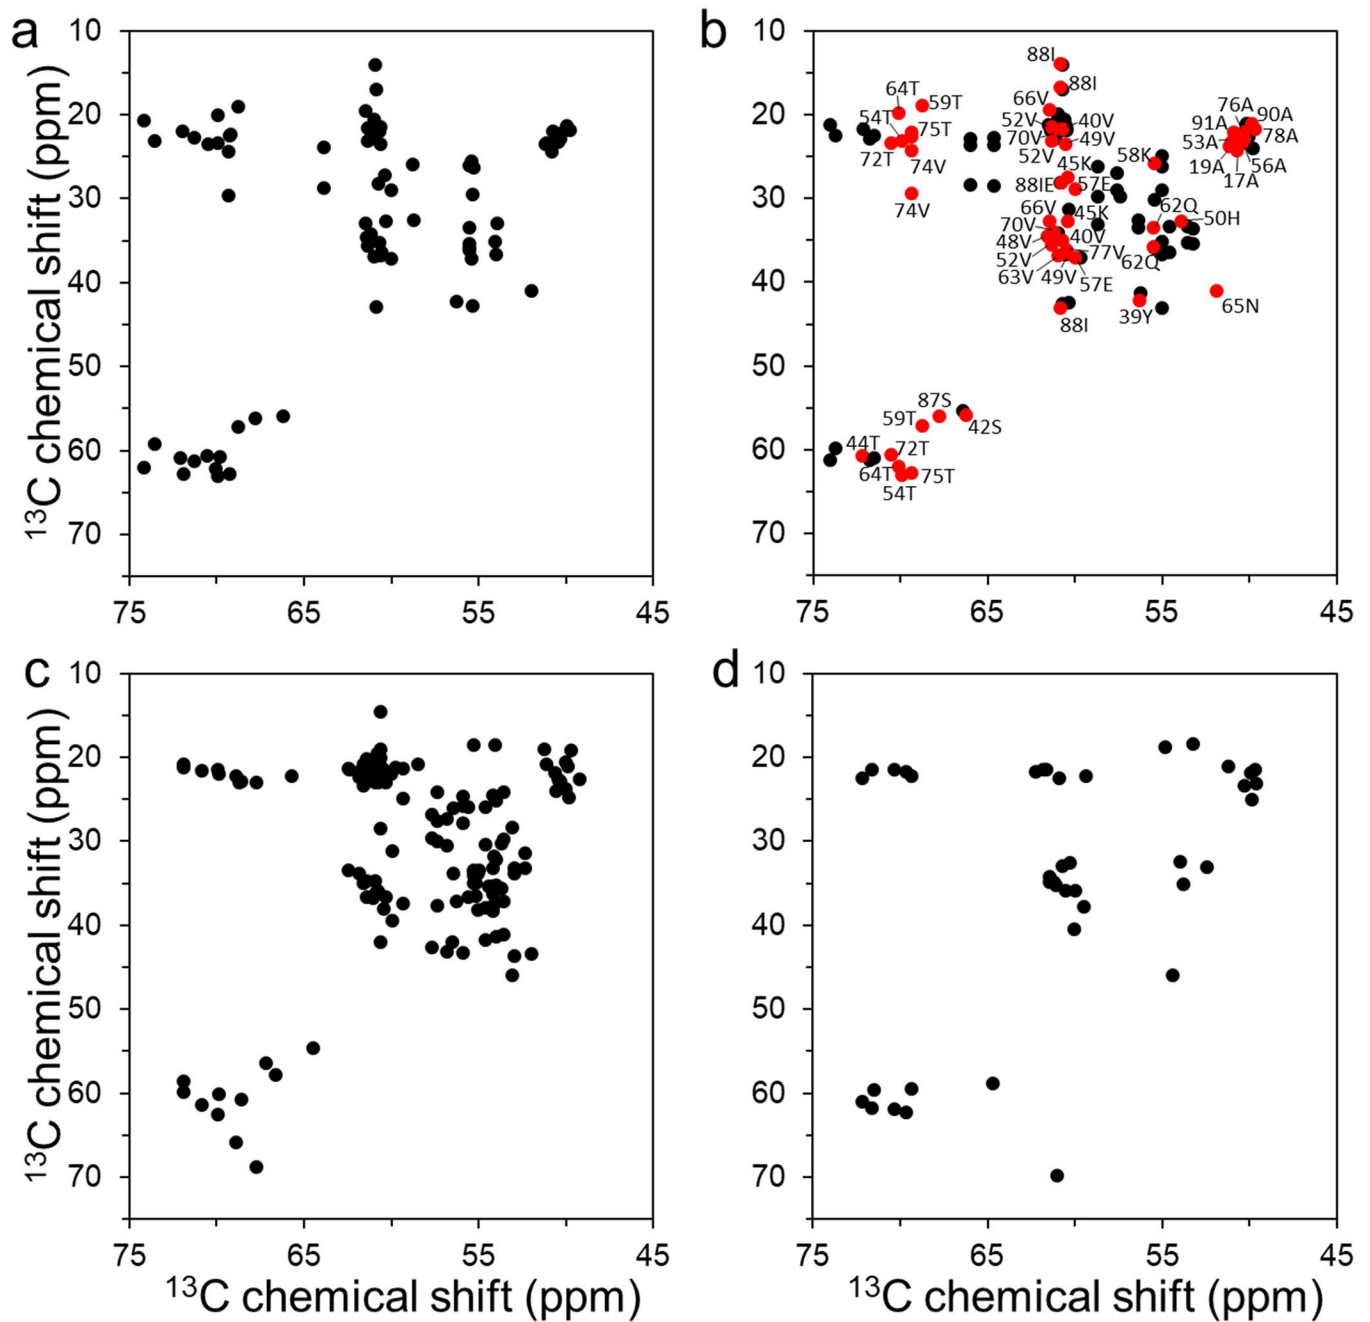 a
b
10
20
30
40
50
60
70
75
65
55
45
¹³C chemical shift (ppm)
10
20
30
40
50
60
70
75
65
55
45
88I
88I
64T
59T
66V
76A
90A
54T
52V
40V
91A
75T
70V
49V
53A
78A
72T
52V
58K
74V
45K
19A
56A
17A
88IE
57E
74V
66V
45K
62Q
50H
70V
48V
40V
52V
77V
62Q
63V
49V
57E
65N
88I
39Y
87S
59T
42S
44T
72T
64T
75T
54T
c
d
10
20
30
40
50
60
70
75
65
55
45
¹³C chemical shift (ppm)
¹³C chemical shift (ppm)
10
20
30
40
50
60
70
75
65
55
45
¹³C chemical shift (ppm)